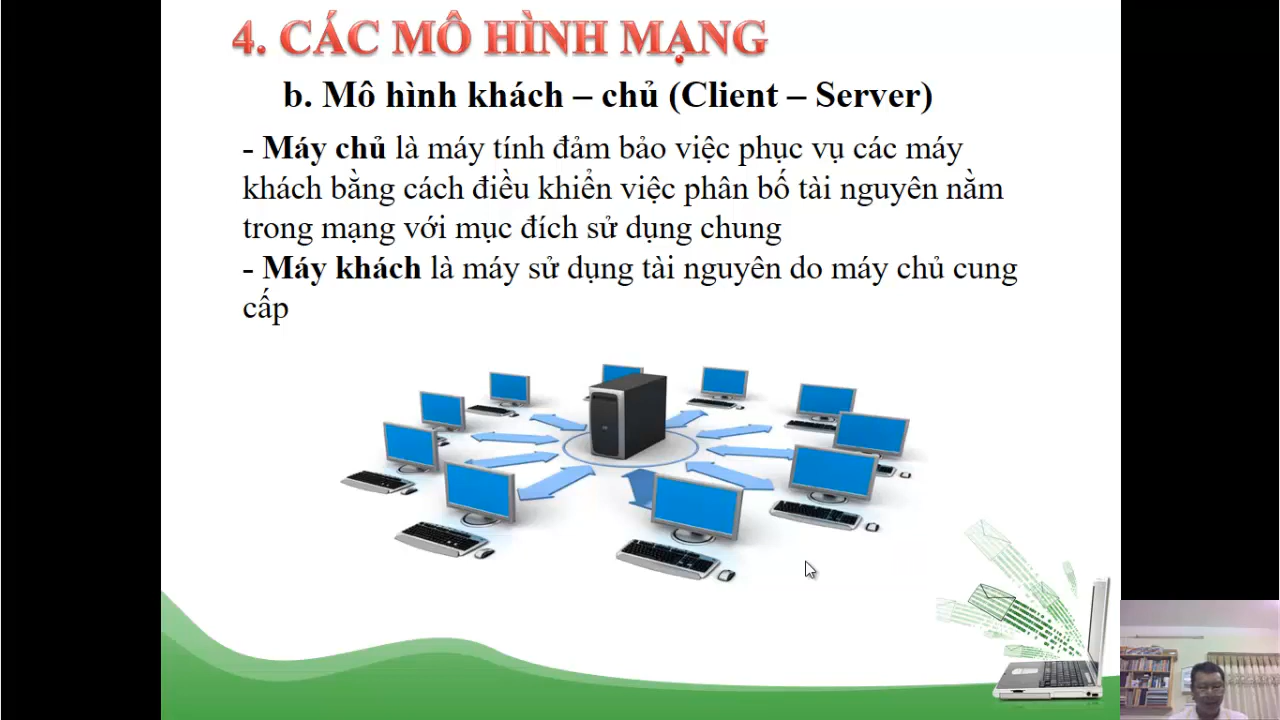 4. CÁC MÔ HÌNH MẠNG
b. Mô hình khách – chủ (Client – Server)
- Máy chủ là máy tính đảm bảo việc phục vụ các máy
khách bằng cách điều khiển việc phân bố tài nguyên nằm
trong mạng với mục đích sử dụng chung
- Máy khách là máy sử dụng tài nguyên do máy chủ cung
cấp